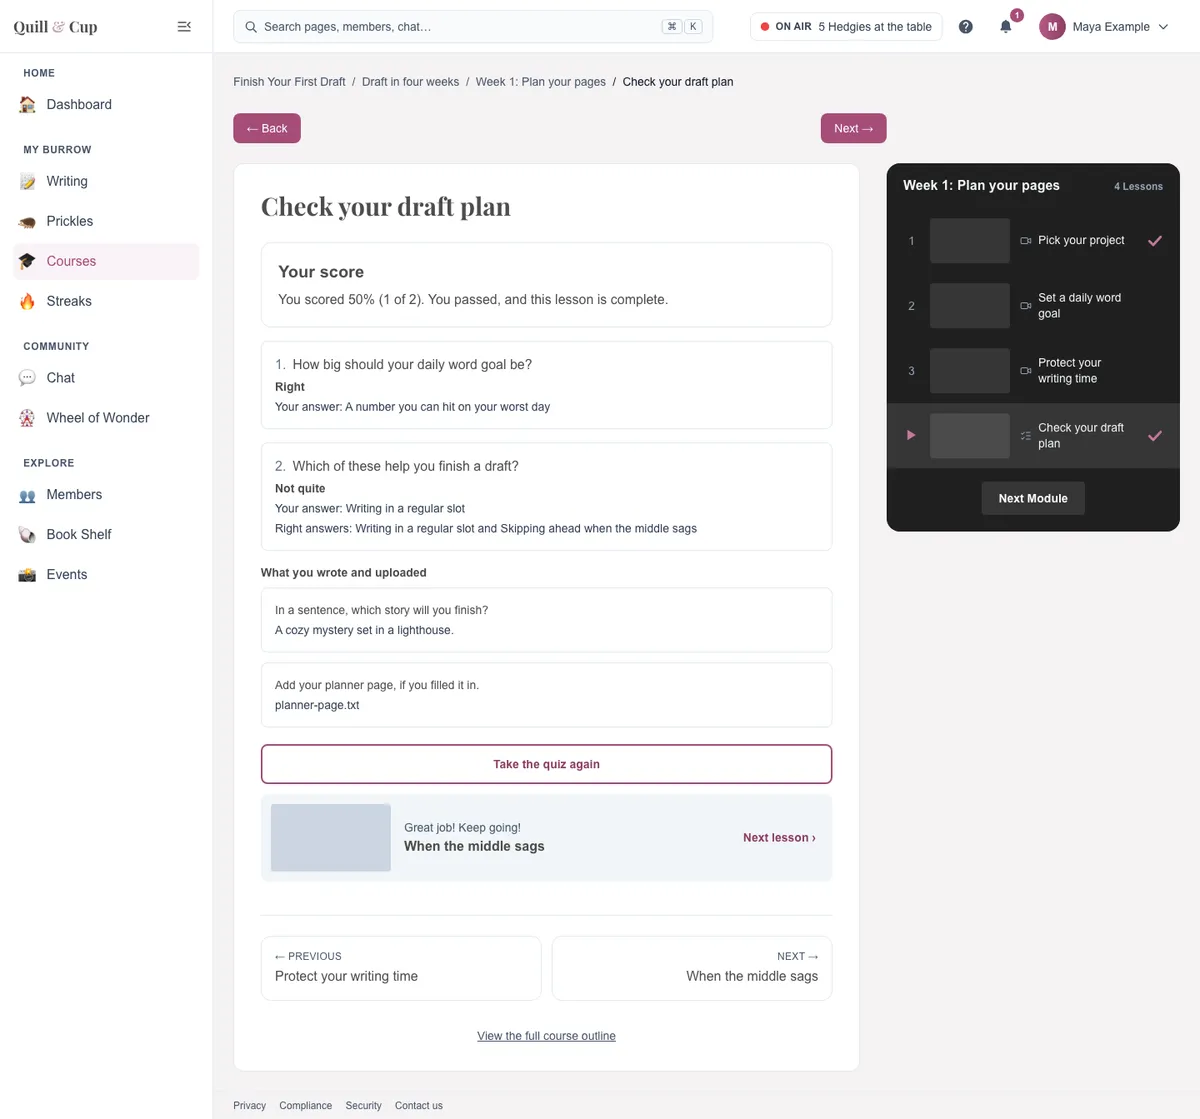 Quill & Cup
Search pages, members, chat…
⌘ K
ON AIR 5 Hedgies at the table
1
M
Maya Example
HOME
Dashboard
MY BURROW
Writing
Prickles
Courses
Streaks
COMMUNITY
Chat
Wheel of Wonder
EXPLORE
Members
Book Shelf
Events
Finish Your First Draft / Draft in four weeks / Week 1: Plan your pages / Check your draft plan
← Back
Next →
Check your draft plan
Your score
You scored 50% (1 of 2). You passed, and this lesson is complete.
1. How big should your daily word goal be?
Right
Your answer: A number you can hit on your worst day
2. Which of these help you finish a draft?
Not quite
Your answer: Writing in a regular slot
Right answers: Writing in a regular slot and Skipping ahead when the middle sags
What you wrote and uploaded
In a sentence, which story will you finish?
A cozy mystery set in a lighthouse.
Add your planner page, if you filled it in.
planner-page.txt
Take the quiz again
Great job! Keep going!
When the middle sags
Next lesson ›
← PREVIOUS
Protect your writing time
NEXT →
When the middle sags
View the full course outline
Week 1: Plan your pages
4 Lessons
1 Pick your project
2 Set a daily word
goal
3 Protect your
writing time
Check your draft
plan
Next Module
Privacy Compliance Security Contact us